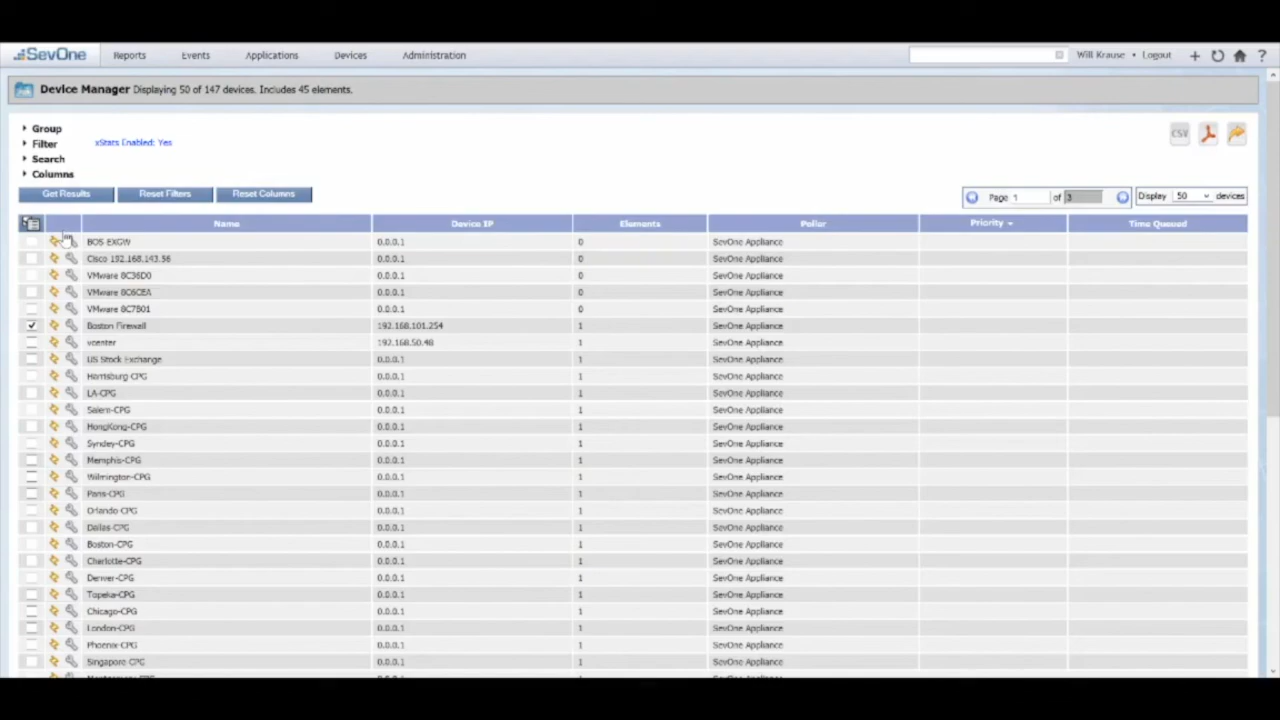 SevOne Reports Events Applications Devices Administration Will Krause • Logout
Device Manager Displaying 50 of 147 devices. Includes 45 elements.
Group
Filter xStats Enabled: Yes
Search
Columns
CSV
Get Results Reset Filters Reset Columns Page 1 of 3 Display 50 devices
Name Device IP Elements Poller Priority Time Queued
BOS EXGW 0.0.0.1 0 SevOne Appliance
Cisco 192.168.143.56 0.0.0.1 0 SevOne Appliance
VMware 8C36D0 0.0.0.1 0 SevOne Appliance
VMware 8C6CEA 0.0.0.1 0 SevOne Appliance
VMware 8C7801 0.0.0.1 0 SevOne Appliance
Boston Firewall 192.168.101.254 1 SevOne Appliance
vcenter 192.168.50.48 1 SevOne Appliance
US Stock Exchange 0.0.0.1 1 SevOne Appliance
Harrisburg-CPG 0.0.0.1 1 SevOne Appliance
LA-CPG 0.0.0.1 1 SevOne Appliance
Salem-CPG 0.0.0.1 1 SevOne Appliance
HongKong-CPG 0.0.0.1 1 SevOne Appliance
Syndey-CPG 0.0.0.1 1 SevOne Appliance
Memphis-CPG 0.0.0.1 1 SevOne Appliance
Wilmington-CPG 0.0.0.1 1 SevOne Appliance
Paris-CPG 0.0.0.1 1 SevOne Appliance
Orlando CPG 0.0.0.1 1 SevOne Appliance
Dallas-CPG 0.0.0.1 1 SevOne Appliance
Boston-CPG 0.0.0.1 1 SevOne Appliance
Charlotte-CPG 0.0.0.1 1 SevOne Appliance
Denver-CPG 0.0.0.1 1 SevOne Appliance
Topeka-CPG 0.0.0.1 1 SevOne Appliance
Chicago-CPG 0.0.0.1 1 SevOne Appliance
London-CPG 0.0.0.1 1 SevOne Appliance
Phoenix-CPG 0.0.0.1 1 SevOne Appliance
Singapore CPG 0.0.0.1 1 SevOne Appliance